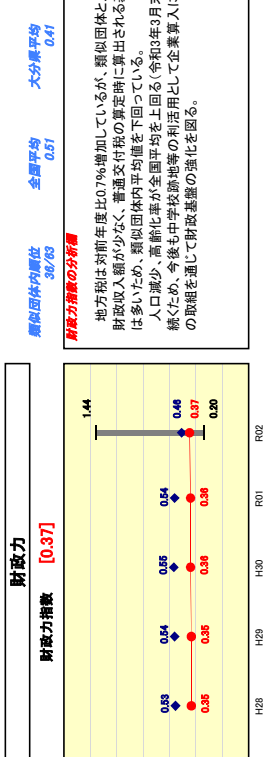 財政力
財政力指数 [0.37]
類似団体内順位
36/63
全国平均
0.51
大分県平均
0.41
財政力指数の分析欄
地方税は対前年度比0.7%増加しているが、類似団体と
財政収入額が少なく、普通交付税の算定時に算出される
は多いため、類似団体内平均値を下回っている。
人口減少、高齢化率が全国平均を上回る(令和3年3月
続くため、今後も中学校跡地等の利活用として企業算入に
の取組を通じて財政基盤の強化を図る。
1.44
0.53
0.54
0.55
0.54
0.46
0.35
0.35
0.36
0.36
0.37
0.20
H28
H29
H30
R01
R02